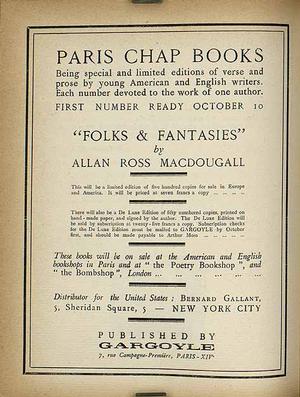 PARIS CHAP BOOKS
Being special and limited editions of verse and
prose by young American and English writers.
Each number devoted to the work of one author.
FIRST NUMBER READY OCTOBER 10
"FOLKS & FANTASIES"
by
ALLAN ROSS MACDOUGALL
This will be a limited edition of five hundred copies for sale in Europe
and America. It will be priced at seven francs a copy ... ... ... ...
There will also be a De Luxe Edition of fifty numbered copies, printed on
hand-made paper, and signed by the author. The De Luxe Edition will
be sold by subscription at twenty-five francs a copy. Subscription checks
for the De Luxe Edition must be mailed to GARGOYLE by October
first, and should be made payable to Arthur Moss ... ... ... ...
These books will be on sale at the American and English
bookshops in Paris and at "the Poetry Bookshop", and
"the Bombshop", London ... ... ... ... ... ...
Distributor for the United States : BERNARD GALLANT,
5, Sheridan Square, 5 — NEW YORK CITY
PUBLISHED BY
GARGOYLE
7, rue Campagne-Première, PARIS-XIVe